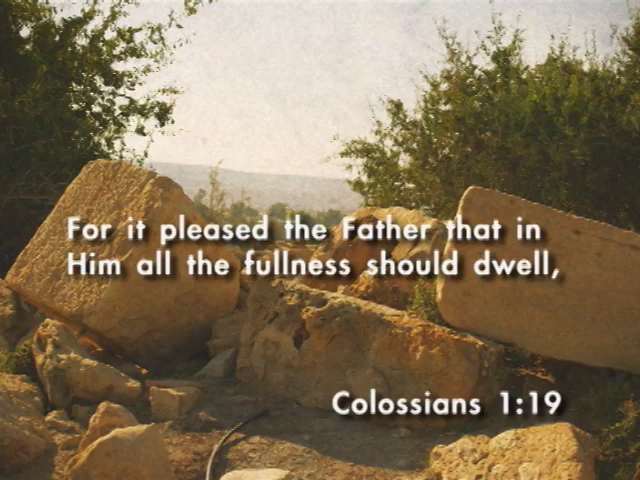 For it pleased the Father that in
Him all the fullness should dwell,
Colossians 1:19